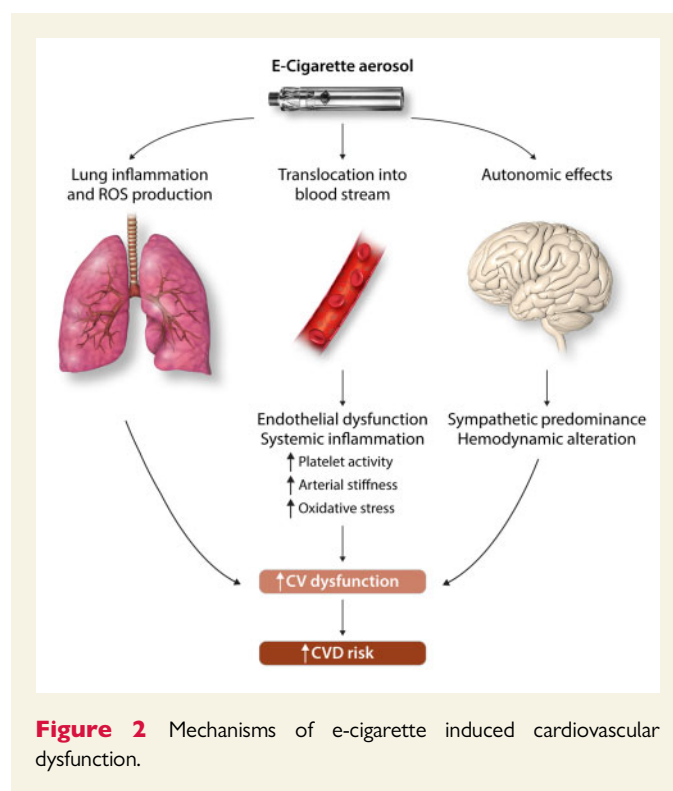 E-Cigarette aerosol
Lung inflammation
and ROS production
Translocation into
blood stream
Autonomic effects
Endothelial dysfunction
Systemic inflammation
↑ Platelet activity
↑ Arterial stiffness
↑ Oxidative stress
Sympathetic predominance
Hemodynamic alteration
↑CV dysfunction
↑CVD risk
Figure 2 Mechanisms of e-cigarette induced cardiovascular
dysfunction.